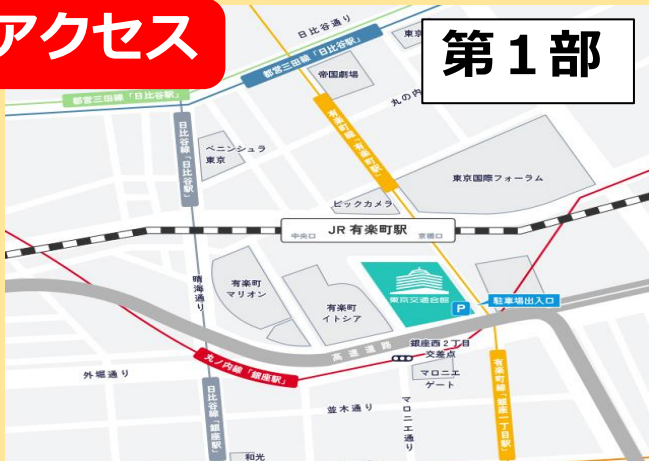 アクセス
第１部
日比谷通り
東京
都営三田線「日比谷駅」
都営三田線「日比谷駅」
帝国劇場
丸の内
有楽町線「有楽町駅」
日比谷線「日比谷駅」
ペニンシュラ
東京
東京国際フォーラム
ビックカメラ
中央口
JR 有楽町駅
京橋口
晴海通り
有楽町
マリオン
有楽町
イトシア
東京交通会館
P
駐車場出入口
高速道路
銀座西２丁目
交差点
丸ノ内線「銀座駅」
外堀通り
マロニエ
ゲート
並木通り
マロニエ通り
日比谷線「銀座駅」
有楽町線「銀座一丁目駅」
和光